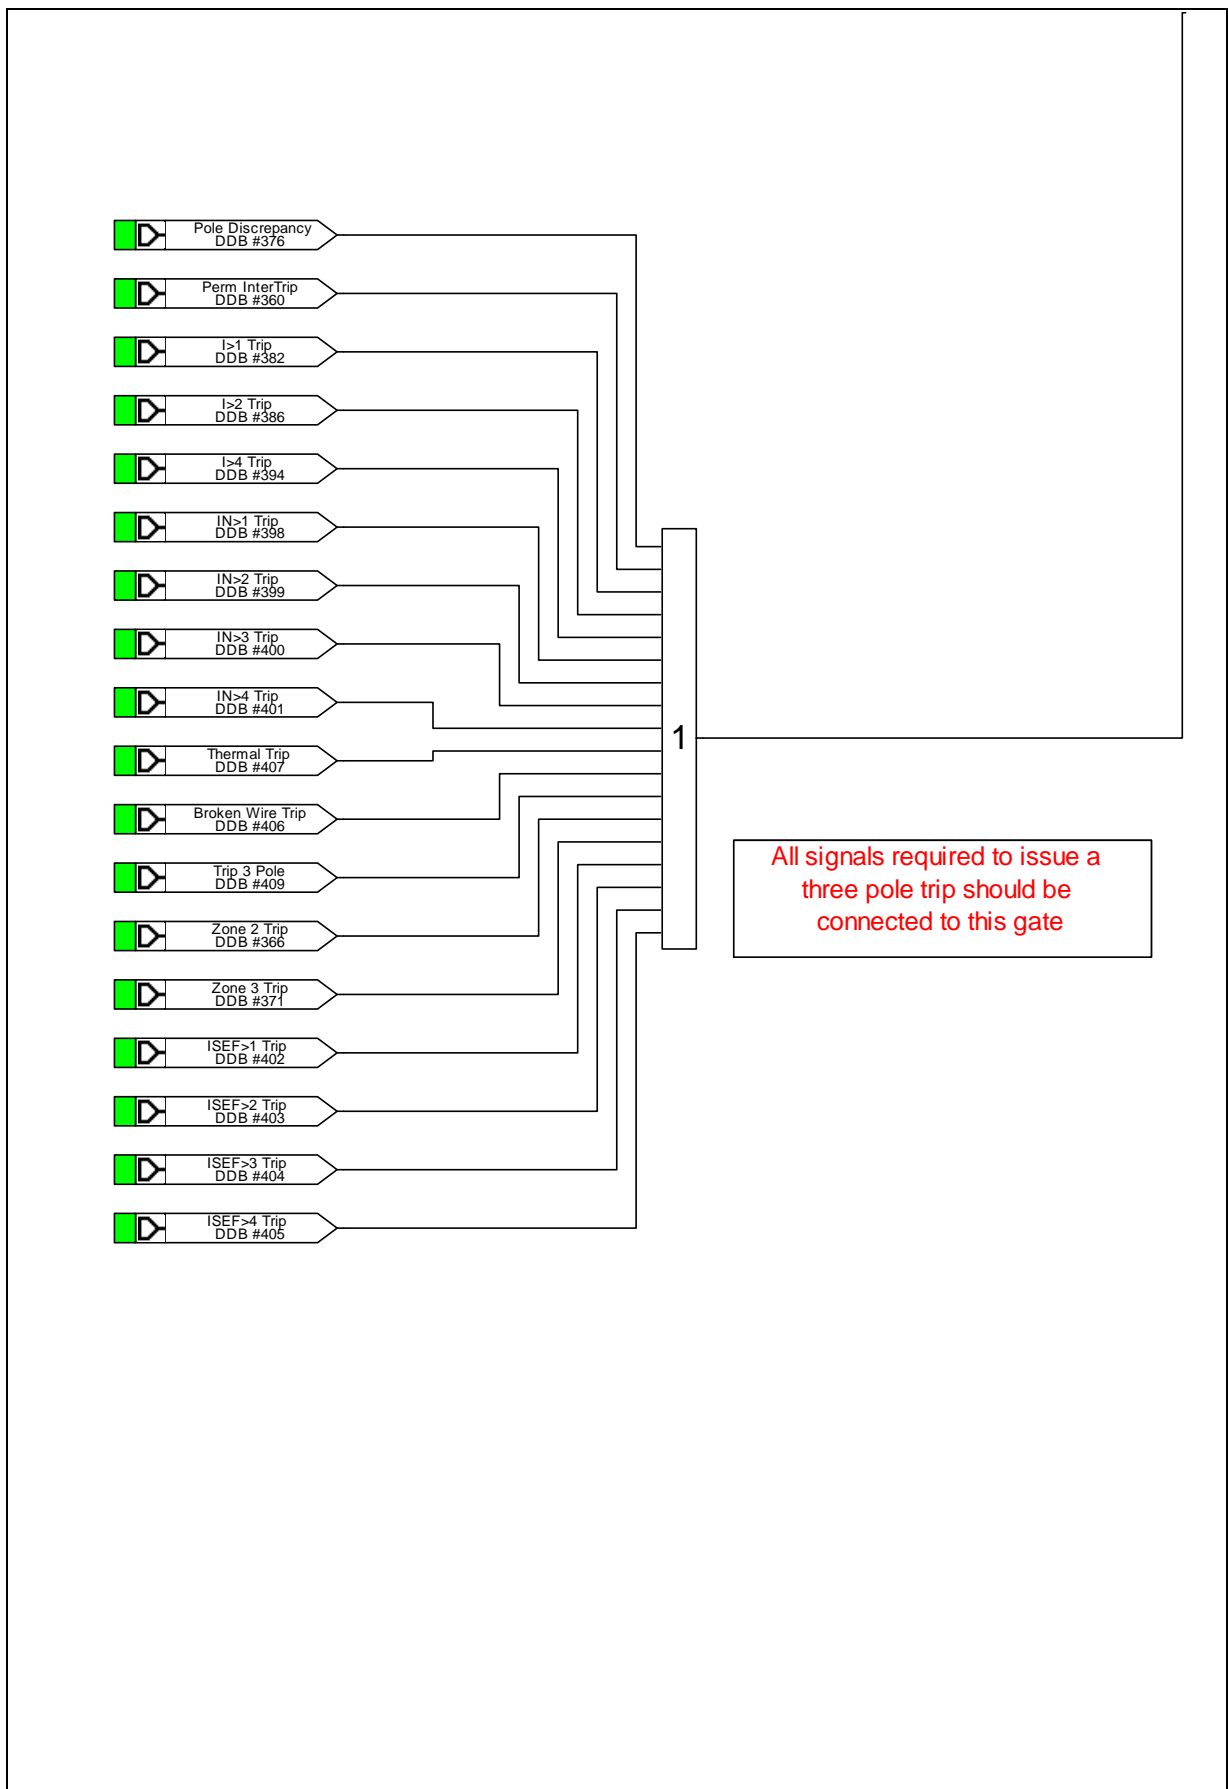 Pole Discrepancy
DDB #376
Perm InterTrip
DDB #360
I>1 Trip
DDB #382
I>2 Trip
DDB #386
I>4 Trip
DDB #394
IN>1 Trip
DDB #398
IN>2 Trip
DDB #399
IN>3 Trip
DDB #400
IN>4 Trip
DDB #401
Thermal Trip
DDB #407
Broken Wire Trip
DDB #406
Trip 3 Pole
DDB #409
Zone 2 Trip
DDB #366
Zone 3 Trip
DDB #371
ISEF>1 Trip
DDB #402
ISEF>2 Trip
DDB #403
ISEF>3 Trip
DDB #404
ISEF>4 Trip
DDB #405
1
All signals required to issue a
three pole trip should be
connected to this gate